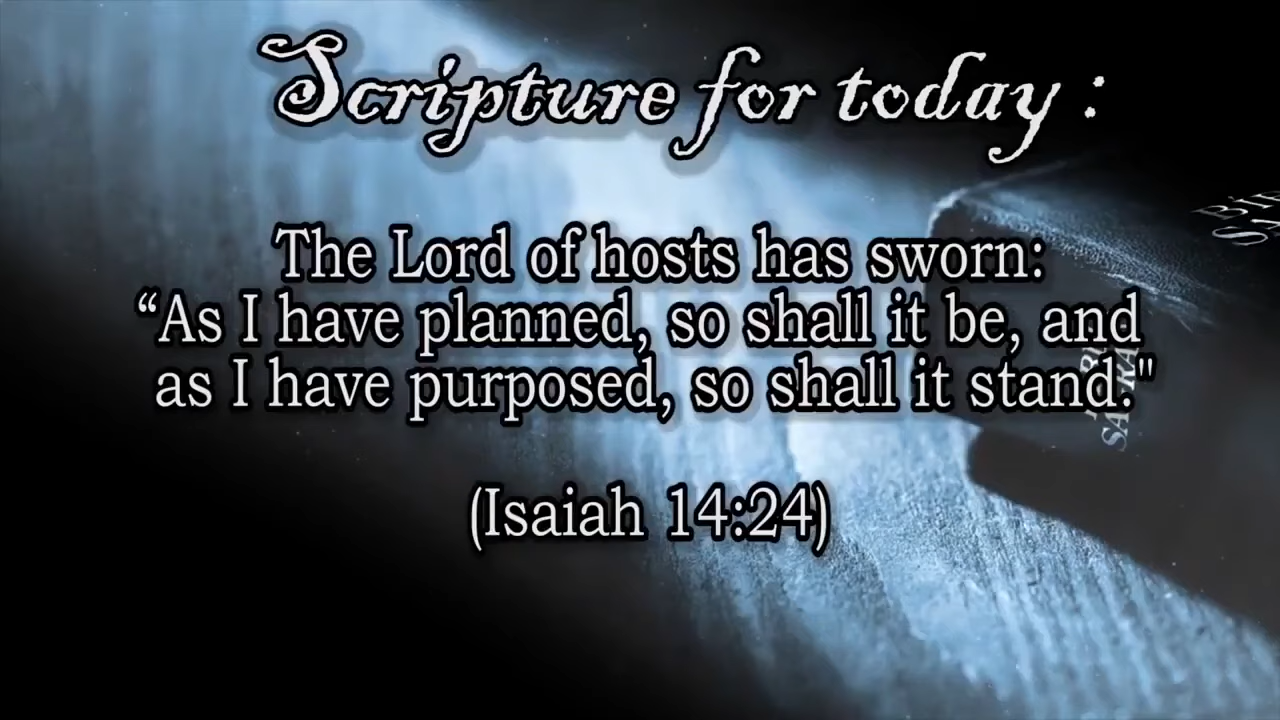 Scripture for today :
The Lord of hosts has sworn:
“As I have planned, so shall it be, and
as I have purposed, so shall it stand."
(Isaiah 14:24)